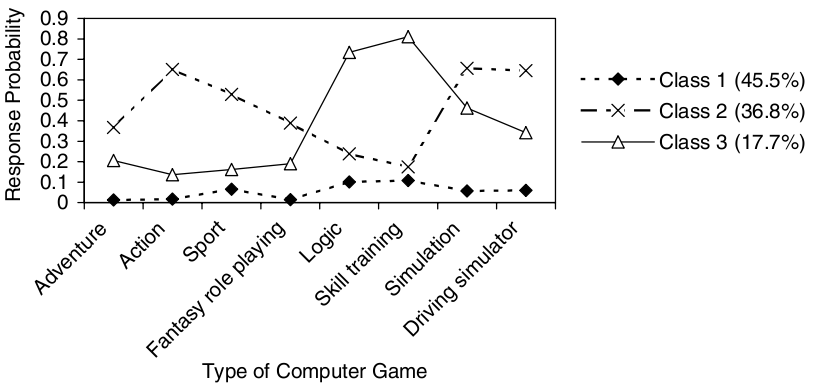 Response Probability
0.9
0.8
0.7
0.6
0.5
0.4
0.3
0.2
0.1
0
Adventure
Action
Sport
Fantasy role playing
Logic
Skill training
Simulation
Driving simulator
Type of Computer Game
Class 1 (45.5%)
Class 2 (36.8%)
Class 3 (17.7%)